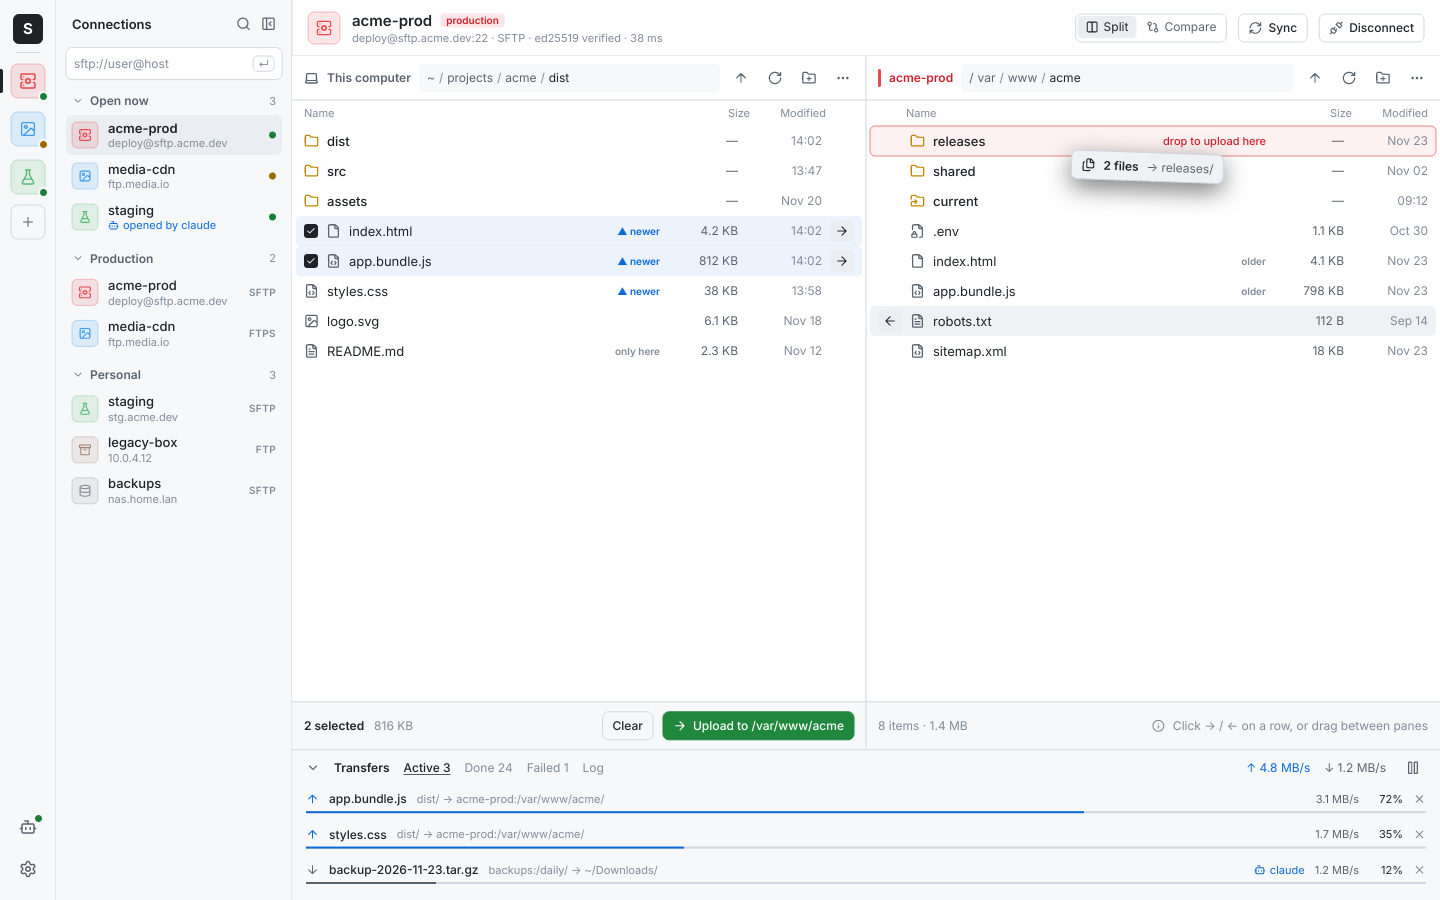 S
Connections
sftp://user@host
Open now 3
acme-prod
deploy@sftp.acme.dev
media-cdn
ftp.media.io
staging
opened by claude
Production 2
acme-prod
deploy@sftp.acme.dev SFTP
media-cdn
ftp.media.io FTPS
Personal 3
staging
stg.acme.dev SFTP
legacy-box
10.0.4.12 FTP
backups
nas.home.lan SFTP
acme-prod production
deploy@sftp.acme.dev:22 · SFTP · ed25519 verified · 38 ms
Split Compare Sync Disconnect
This computer ~ / projects / acme / dist
Name Size Modified
dist — 14:02
src — 13:47
assets — Nov 20
index.html ▲ newer 4.2 KB 14:02 →
app.bundle.js ▲ newer 812 KB 14:02 →
styles.css ▲ newer 38 KB 13:58
logo.svg 6.1 KB Nov 18
README.md only here 2.3 KB Nov 12
2 selected 816 KB Clear → Upload to /var/www/acme
acme-prod / var / www / acme
Name Size Modified
releases drop to upload here — Nov 23
2 files → releases/
shared — Nov 02
current — 09:12
.env 1.1 KB Oct 30
index.html older 4.1 KB Nov 23
app.bundle.js older 798 KB Nov 23
← robots.txt 112 B Sep 14
sitemap.xml 18 KB Nov 23
8 items · 1.4 MB Click → / ← on a row, or drag between panes
Transfers Active 3 Done 24 Failed 1 Log ↑ 4.8 MB/s ↓ 1.2 MB/s
↑ app.bundle.js dist/ → acme-prod:/var/www/acme/ 3.1 MB/s 72% ×
↑ styles.css dist/ → acme-prod:/var/www/acme/ 1.7 MB/s 35% ×
↓ backup-2026-11-23.tar.gz backups:/daily/ → ~/Downloads/ claude 1.2 MB/s 12% ×